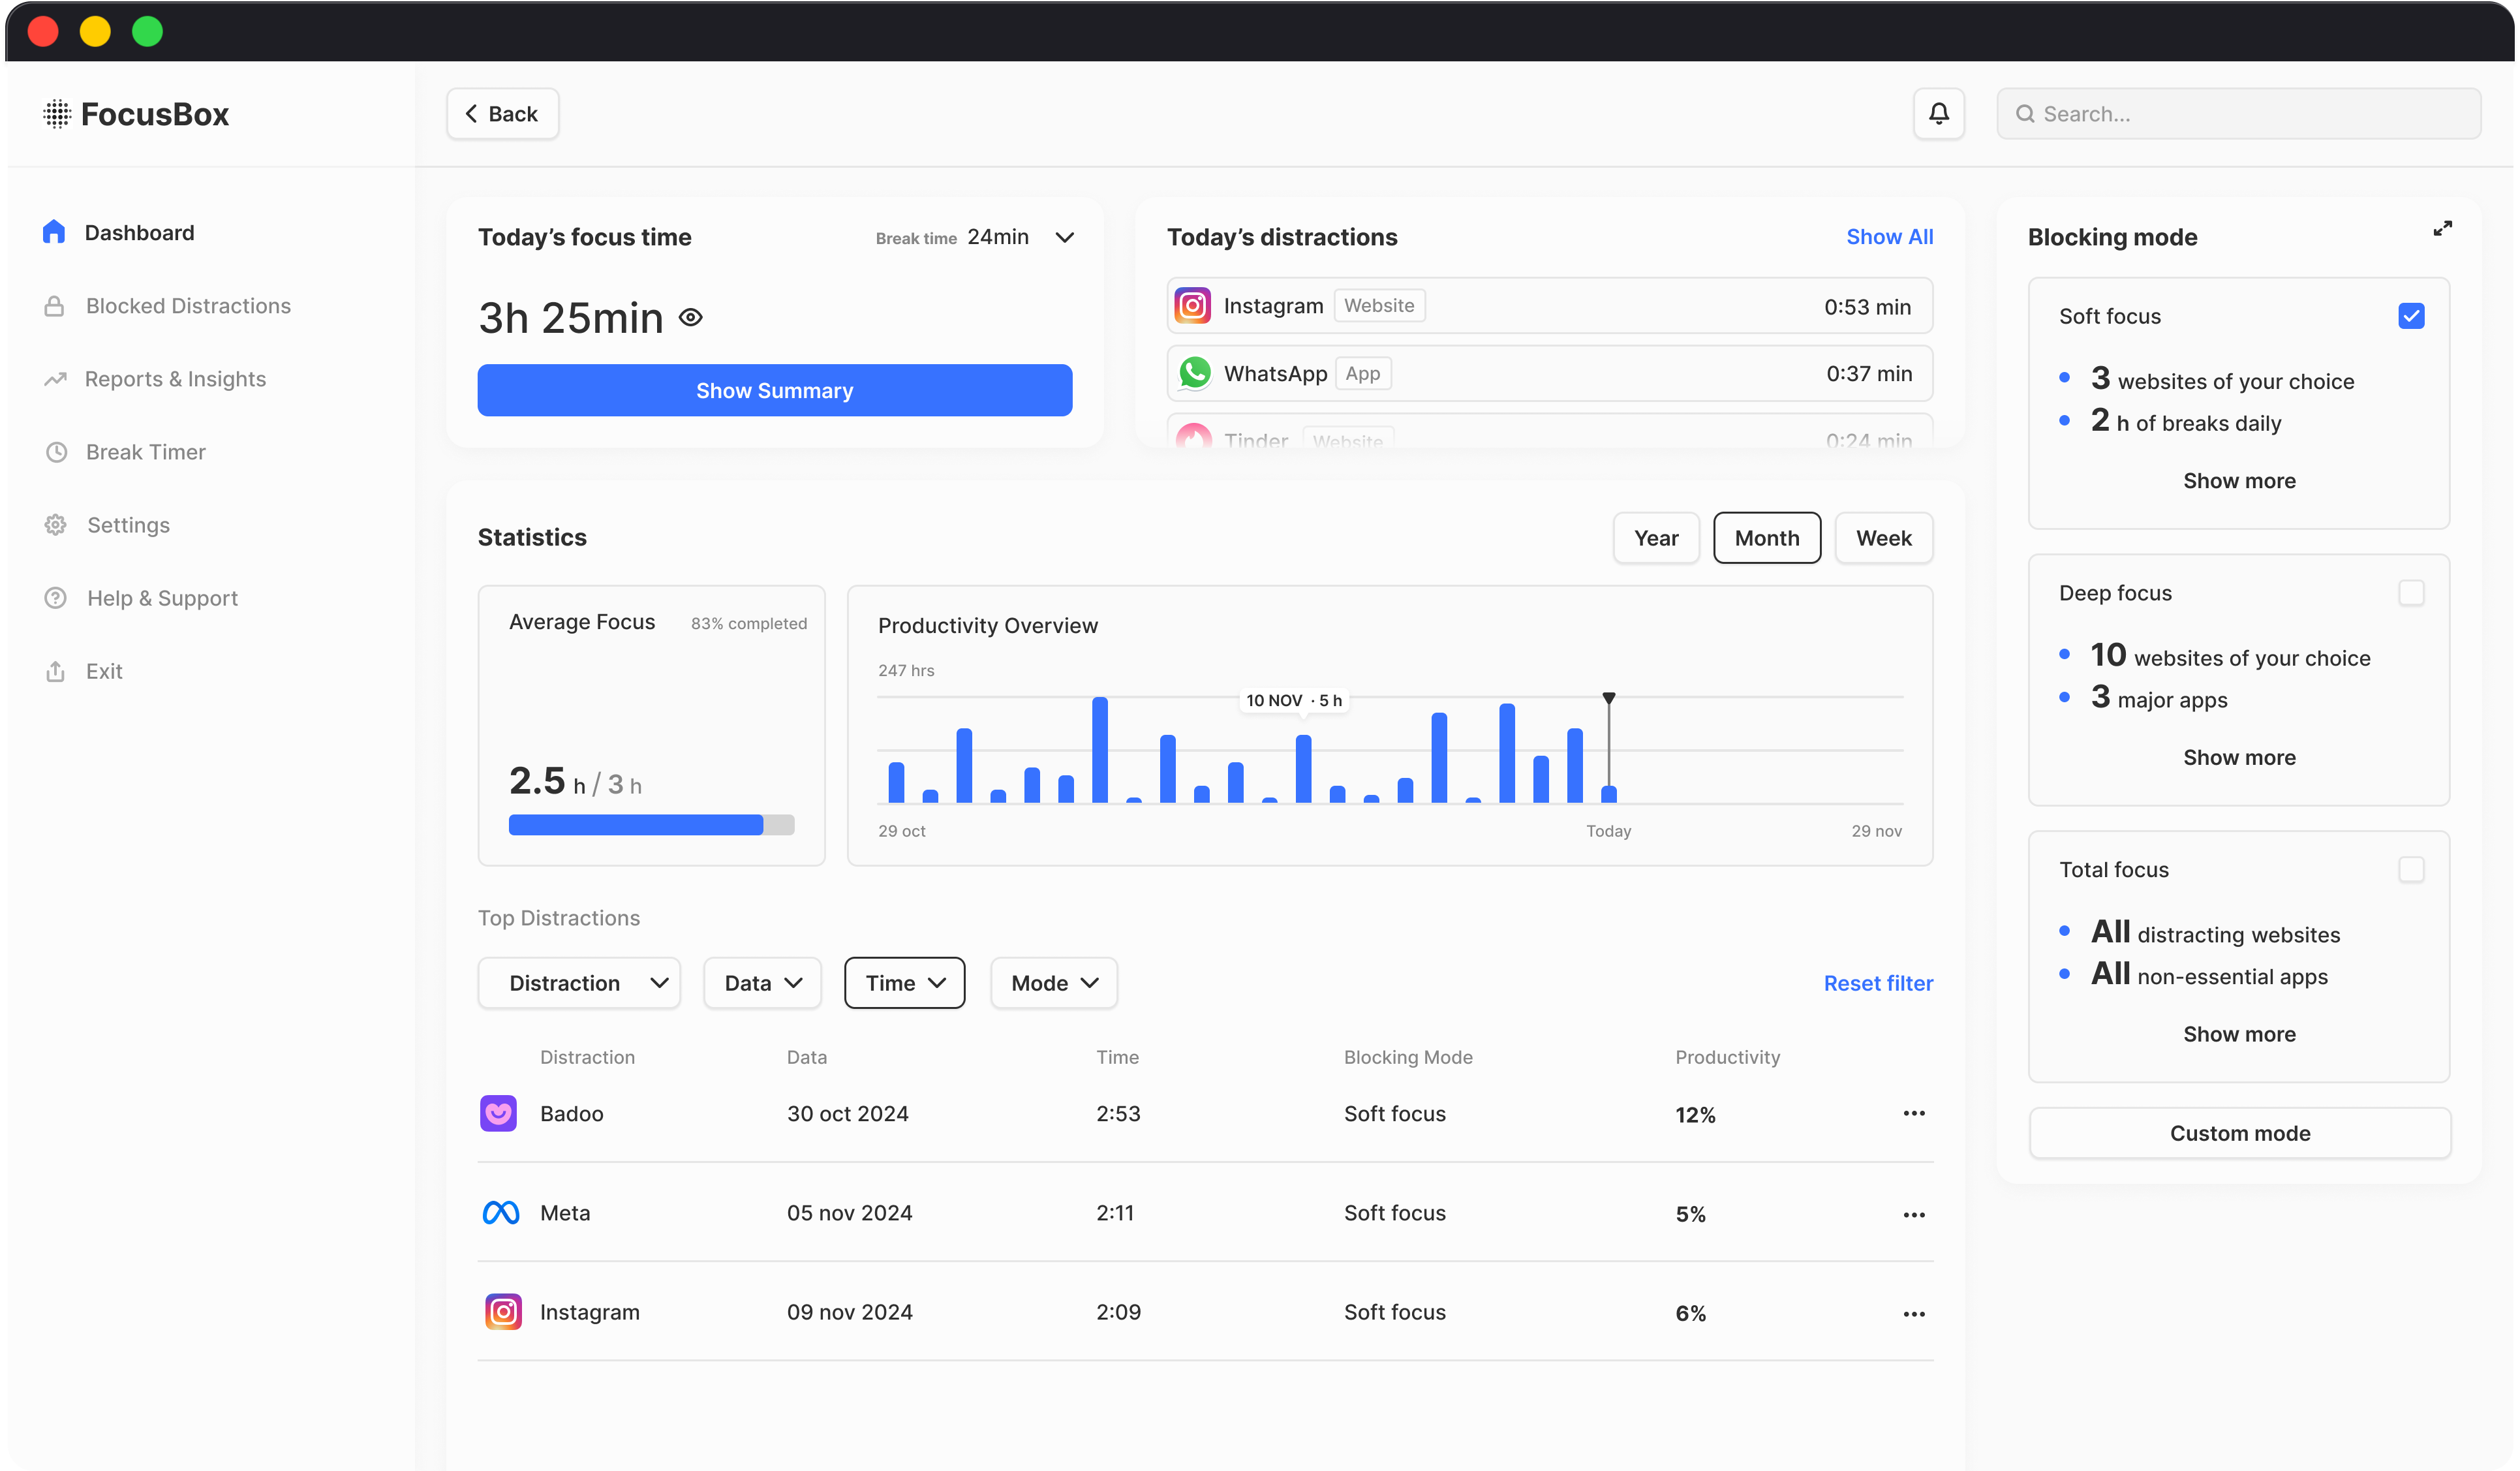 FocusBox
Back
Search...
Dashboard
Blocked Distractions
Reports & Insights
Break Timer
Settings
Help & Support
Exit
Today’s focus time
Break time 24min
3h 25min
Show Summary
Today’s distractions
Show All
Instagram Website 0:53 min
WhatsApp App 0:37 min
Tinder Website 0:24 min
Statistics
Year Month Week
Average Focus 83% completed
2.5 h / 3 h
Productivity Overview
247 hrs
10 NOV · 5 h
29 oct Today 29 nov
Top Distractions
Distraction Data Time Mode Reset filter
Distraction Data Time Blocking Mode Productivity
Badoo 30 oct 2024 2:53 Soft focus 12%
Meta 05 nov 2024 2:11 Soft focus 5%
Instagram 09 nov 2024 2:09 Soft focus 6%
Blocking mode
Soft focus
3 websites of your choice
2 h of breaks daily
Show more
Deep focus
10 websites of your choice
3 major apps
Show more
Total focus
All distracting websites
All non-essential apps
Show more
Custom mode